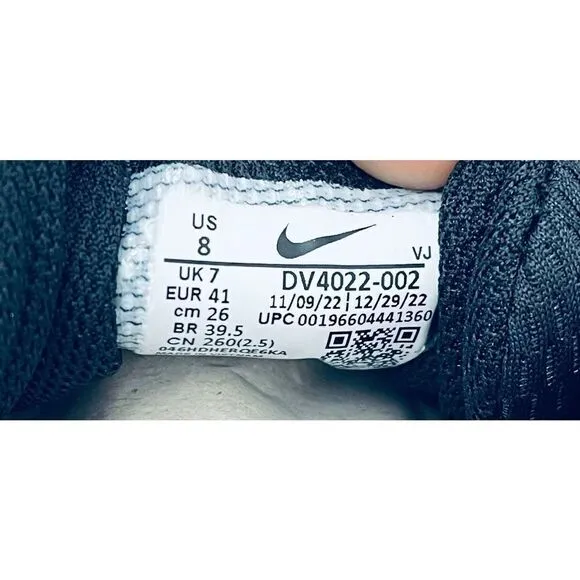 US
8
VJ
UK 7
EUR 41
cm 26
BR 39.5
CN 260(2.5)
DV4022-002
11/09/22 | 12/29/22
UPC 00196604441360